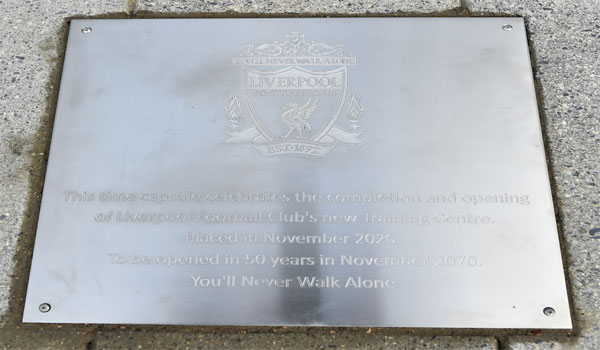 YOU'LL NEVER WALK ALONE
LIVERPOOL
FOOTBALL CLUB
EST·1892
This time capsule celebrates the completion and opening
of Liverpool Football Club's new Training Centre.
Placed in November 2020.
To be opened in 50 years in November 2070.
You'll Never Walk Alone